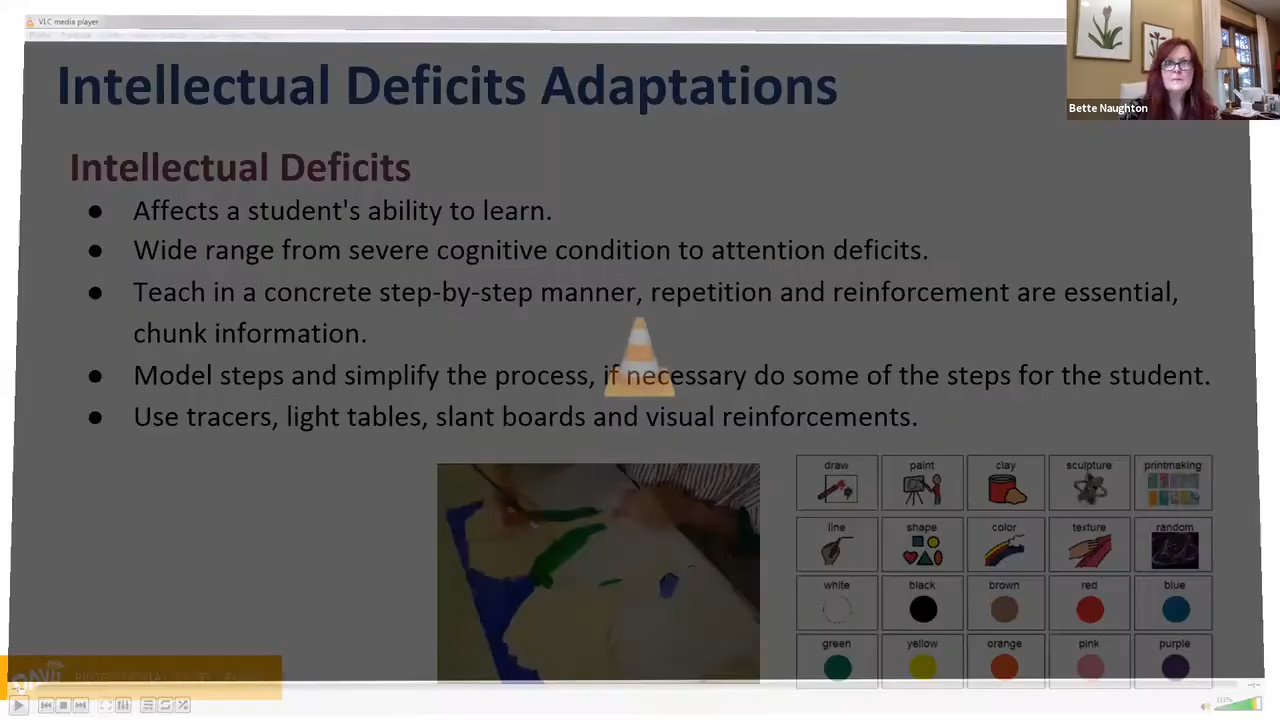 VLC media player
Bette Naughton
Intellectual Deficits Adaptations
Intellectual Deficits
● Affects a student's ability to learn.
● Wide range from severe cognitive condition to attention deficits.
● Teach in a concrete step-by-step manner, repetition and reinforcement are essential,
chunk information.
● Model steps and simplify the process, if necessary do some of the steps for the student.
● Use tracers, light tables, slant boards and visual reinforcements.
draw paint clay sculpture printmaking
line shape color texture random
white black brown red blue
green yellow orange pink purple
111%